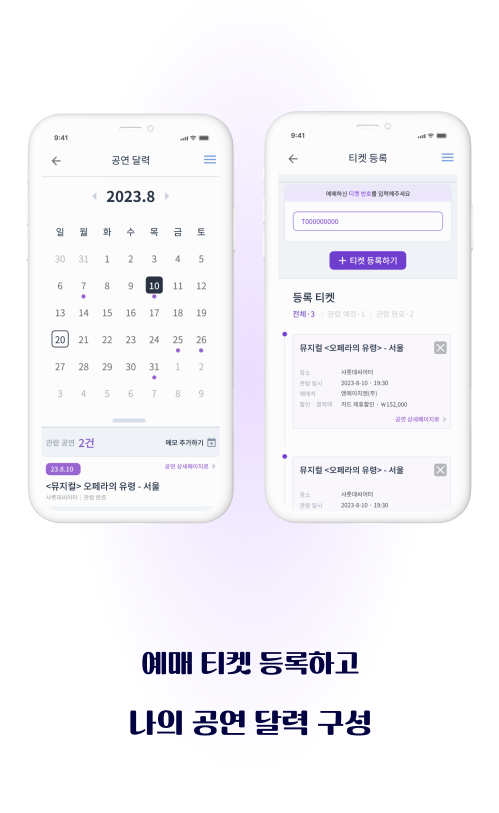 9:41
공연 달력
2023.8
일 월 화 수 목 금 토
30 31 1 2 3 4 5
6 7 8 9 10 11 12
13 14 15 16 17 18 19
20 21 22 23 24 25 26
27 28 29 30 31 1 2
3 4 5 6 7 8 9
관람 공연 2건
메모 추가하기
23.8.10
공연 상세페이지로
<뮤지컬> 오페라의 유령 - 서울
샤롯데씨어터 | 관람 완료
9:41
티켓 등록
예매하신 티켓 번호를 입력해주세요
T000000000
+ 티켓 등록하기
등록 티켓
전체 · 3 | 관람 예정 · 1 | 관람 완료 · 2
뮤지컬 <오페라의 유령> - 서울
장소 샤롯데씨어터
관람 일시 2023-8-10 · 19:30
예매처 엔에이치엔(주)
할인 · 결제액 카드 제휴할인 · ₩152,000
공연 상세페이지로
뮤지컬 <오페라의 유령> - 서울
장소 샤롯데씨어터
관람 일시 2023-8-10 · 19:30
예매 티켓 등록하고
나의 공연 달력 구성